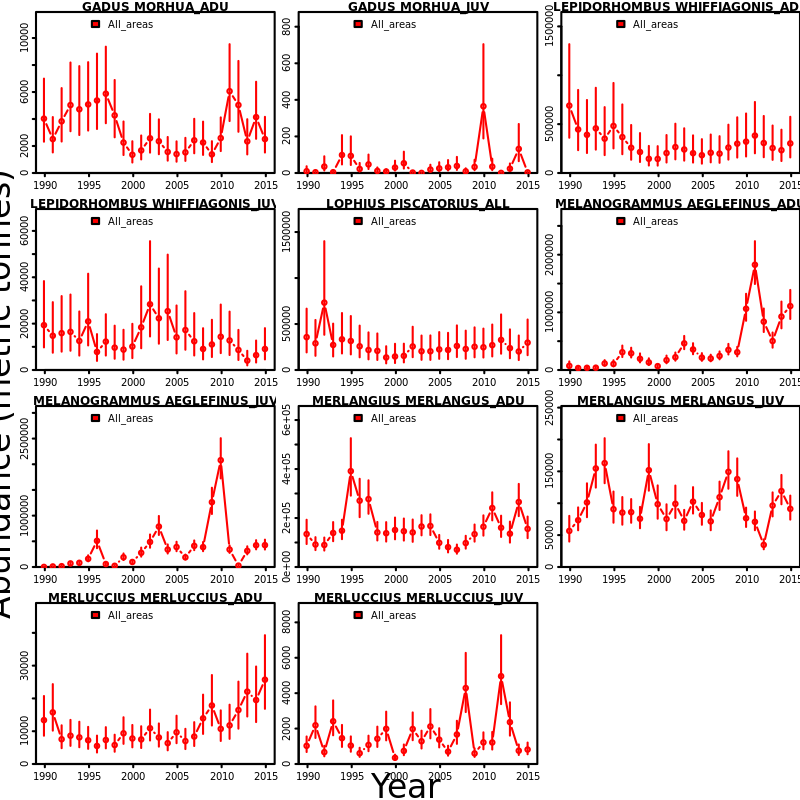 GADUS MORHUA_ADU
GADUS MORHUA_JUV
LEPIDORHOMBUS WHIFFIAGONIS_AD
All_areas
All_areas
All_areas
10000
6000
2000
0
800
600
400
200
0
1500000
500000
0
1990 1995 2000 2005 2010 2015
1990 1995 2000 2005 2010 2015
1990 1995 2000 2005 2010 2015
LEPIDORHOMBUS WHIFFIAGONIS_JUV
LOPHIUS PISCATORIUS_ALL
MELANOGRAMMUS AEGLEFINUS_ADU
All_areas
All_areas
All_areas
60000
40000
20000
0
1500000
500000
0
2000000
1000000
0
1990 1995 2000 2005 2010 2015
1990 1995 2000 2005 2010 2015
1990 1995 2000 2005 2010 2015
MELANOGRAMMUS AEGLEFINUS_JUV
MERLANGIUS MERLANGUS_ADU
MERLANGIUS MERLANGUS_JUV
All_areas
All_areas
All_areas
2500000
1000000
0
6e+05
4e+05
2e+05
0e+00
250000
150000
50000
0
1990 1995 2000 2005 2010 2015
1990 1995 2000 2005 2010 2015
1990 1995 2000 2005 2010 2015
MERLUCCIUS MERLUCCIUS_ADU
MERLUCCIUS MERLUCCIUS_JUV
All_areas
All_areas
30000
10000
0
8000
6000
4000
2000
0
1990 1995 2000 2005 2010 2015
1990 1995 2000 2005 2010 2015
Abundance (metric tonnes)
Year